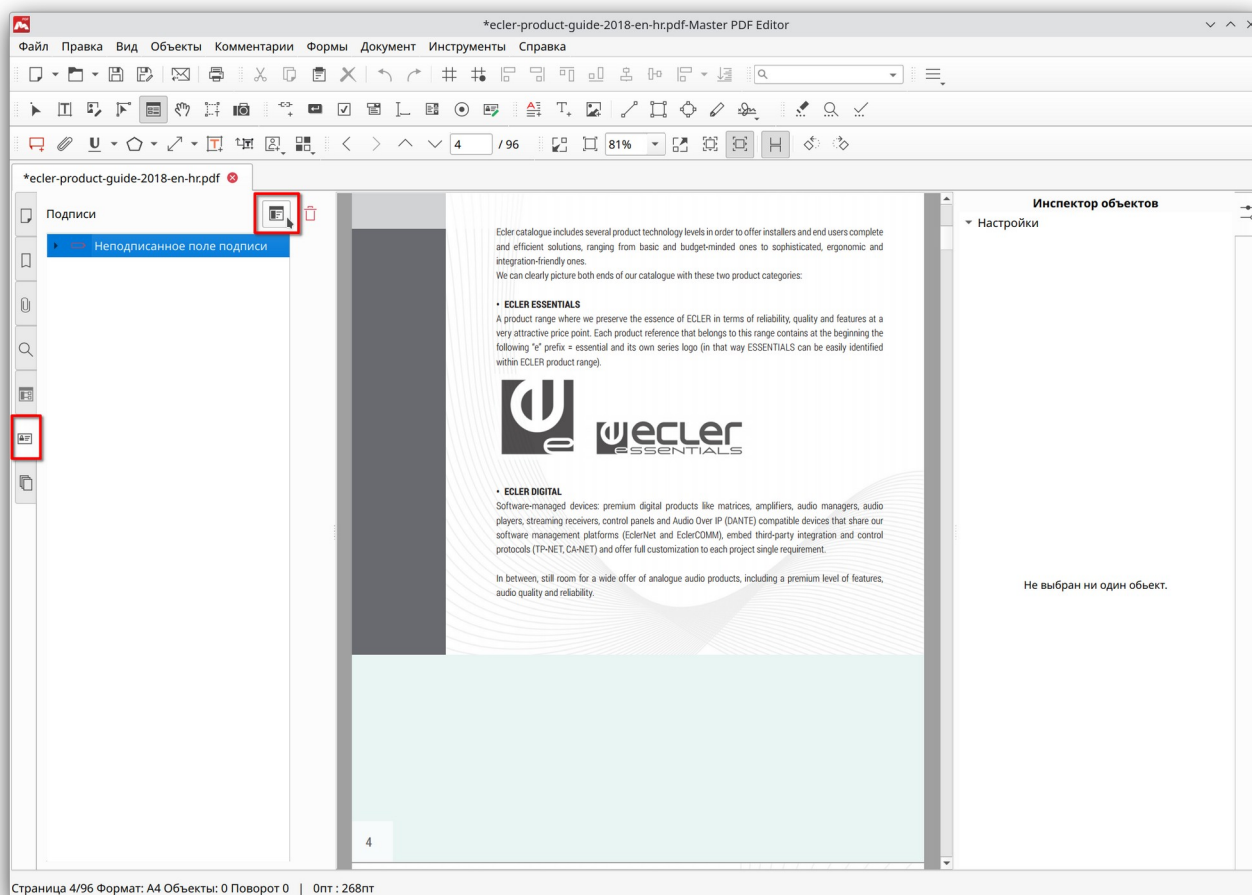 *ecler-product-guide-2018-en-hr.pdf-Master PDF Editor
Файл Правка Вид Объекты Комментарии Формы Документ Инструменты Справка
4 / 96 81%
*ecler-product-guide-2018-en-hr.pdf
Подписи
Неподписанное поле подписи
Ecler catalogue includes several product technology levels in order to offer installers and end users complete
and efficient solutions, ranging from basic and budget-minded ones to sophisticated, ergonomic and
integration-friendly ones.
We can clearly picture both ends of our catalogue with these two product categories:
• ECLER ESSENTIALS
A product range where we preserve the essence of ECLER in terms of reliability, quality and features at a
very attractive price point. Each product reference that belongs to this range contains at the beginning the
following "e" prefix = essential and its own series logo (in that way ESSENTIALS can be easily identified
within ECLER product range).
e
ecler
essentials
• ECLER DIGITAL
Software-managed devices: premium digital products like matrices, amplifiers, audio managers, audio
players, streaming receivers, control panels and Audio Over IP (DANTE) compatible devices that share our
software management platforms (EclerNet and EclerCOMM), embed third-party integration and control
protocols (TP-NET, CA-NET) and offer full customization to each project single requirement.
In between, still room for a wide offer of analogue audio products, including a premium level of features,
audio quality and reliability.
4
Инспектор объектов
Настройки
Не выбран ни один обьект.
Страница 4/96 Формат: A4 Объекты: 0 Поворот 0 | 0пт : 268пт